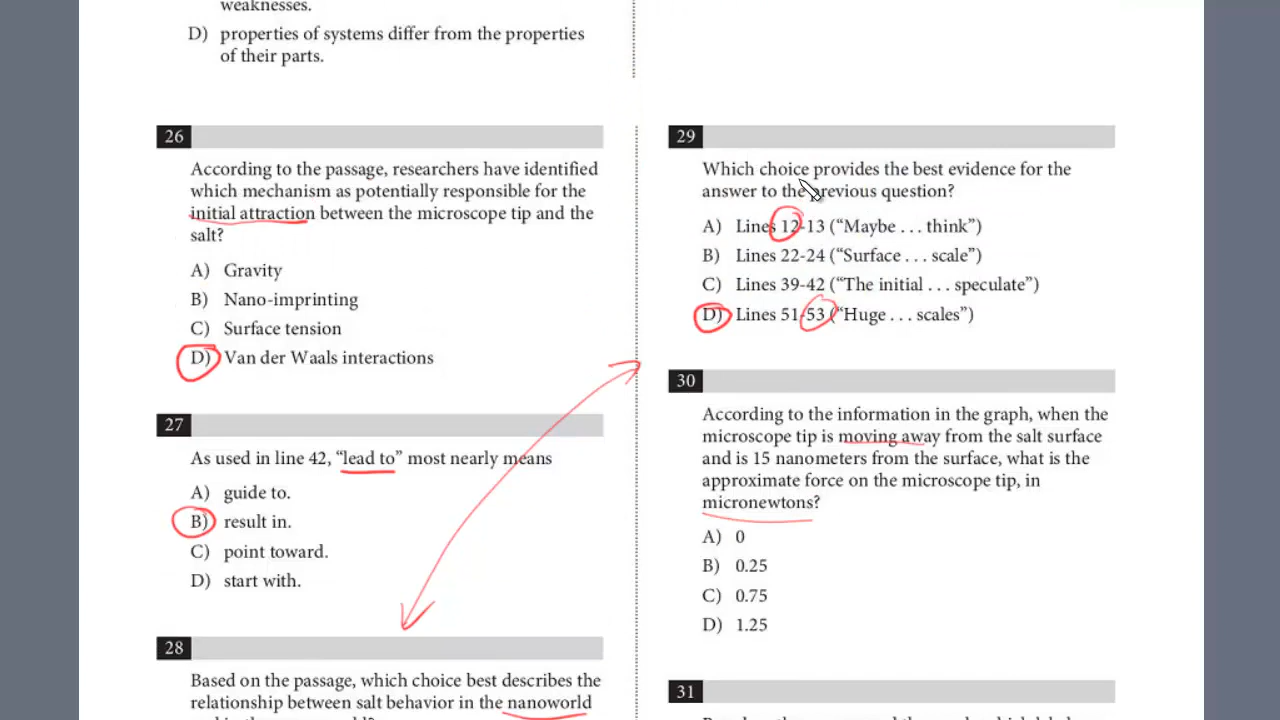 weaknesses.
D) properties of systems differ from the properties
of their parts.
26
According to the passage, researchers have identified
which mechanism as potentially responsible for the
initial attraction between the microscope tip and the
salt?
A) Gravity
B) Nano-imprinting
C) Surface tension
D) Van der Waals interactions
27
As used in line 42, “lead to” most nearly means
A) guide to.
B) result in.
C) point toward.
D) start with.
28
Based on the passage, which choice best describes the
relationship between salt behavior in the nanoworld
29
Which choice provides the best evidence for the
answer to the previous question?
A) Lines 12-13 (“Maybe . . . think”)
B) Lines 22-24 (“Surface . . . scale”)
C) Lines 39-42 (“The initial . . . speculate”)
D) Lines 51-53 (“Huge . . . scales”)
30
According to the information in the graph, when the
microscope tip is moving away from the salt surface
and is 15 nanometers from the surface, what is the
approximate force on the microscope tip, in
micronewtons?
A) 0
B) 0.25
C) 0.75
D) 1.25
31